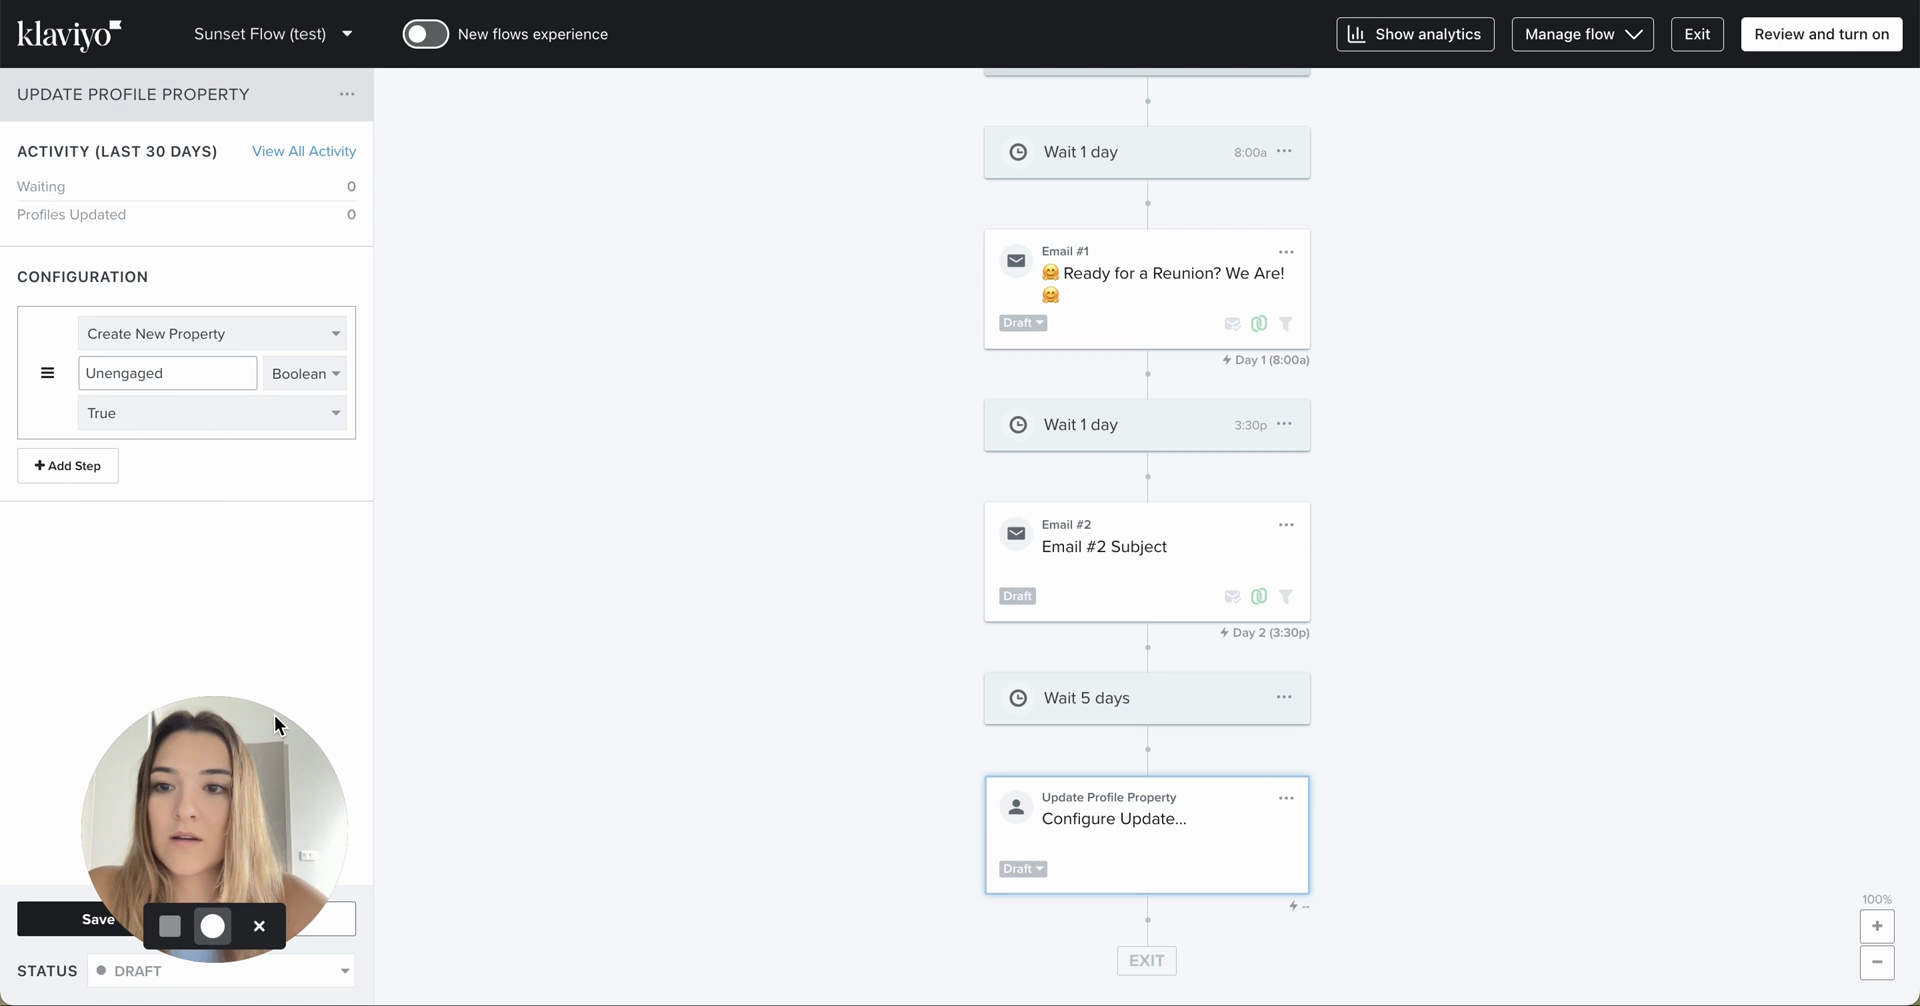 klaviyo
Sunset Flow (test)
New flows experience
Show analytics
Manage flow
Exit
Review and turn on
UPDATE PROFILE PROPERTY
ACTIVITY (LAST 30 DAYS)
View All Activity
Waiting 0
Profiles Updated 0
CONFIGURATION
Create New Property
Unengaged
Boolean
True
+ Add Step
Save
STATUS
DRAFT
Wait 1 day
8:00a
Email #1
🤗 Ready for a Reunion? We Are!
🤗
Draft
Day 1 (8:00a)
Wait 1 day
3:30p
Email #2
Email #2 Subject
Draft
Day 2 (3:30p)
Wait 5 days
Update Profile Property
Configure Update...
Draft
--
EXIT
100%
+
−